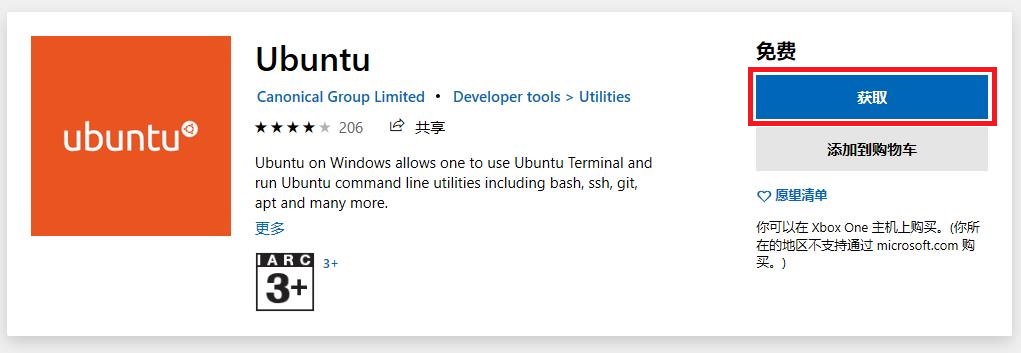 ubuntu
Ubuntu
Canonical Group Limited • Developer tools > Utilities
206 共享
Ubuntu on Windows allows one to use Ubuntu Terminal and
run Ubuntu command line utilities including bash, ssh, git,
apt and many more.
更多
IARC
3+
3+
免费
获取
添加到购物车
愿望清单
你可以在 Xbox One 主机上购买。(你所
在的地区不支持通过 microsoft.com 购
买。)